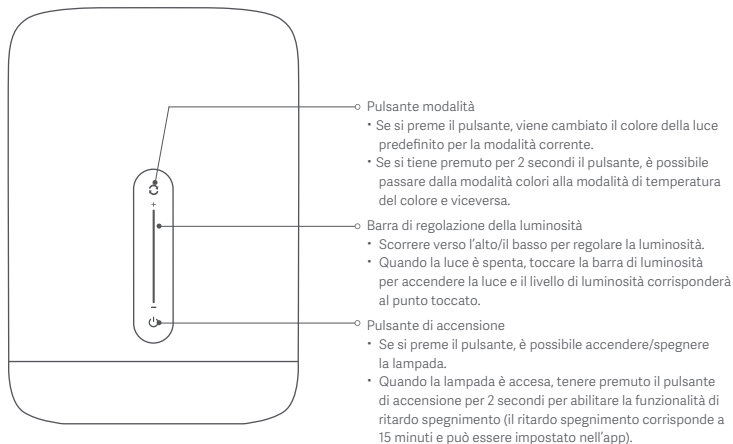 Pulsante modalità
• Se si preme il pulsante, viene cambiato il colore della luce
predefinito per la modalità corrente.
• Se si tiene premuto per 2 secondi il pulsante, è possibile
passare dalla modalità colori alla modalità di temperatura
del colore e viceversa.
+
Barra di regolazione della luminosità
• Scorrere verso l'alto/il basso per regolare la luminosità.
• Quando la luce è spenta, toccare la barra di luminosità
per accendere la luce e il livello di luminosità corrisponderà
al punto toccato.
–
Pulsante di accensione
• Se si preme il pulsante, è possibile accendere/spegnere
la lampada.
• Quando la lampada è accesa, tenere premuto il pulsante
di accensione per 2 secondi per abilitare la funzionalità di
ritardo spegnimento (il ritardo spegnimento corrisponde a
15 minuti e può essere impostato nell'app).